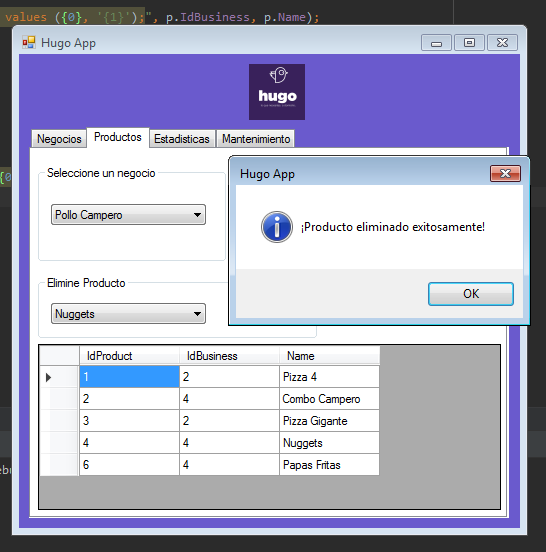 values ({0}, '{1}');", p.IdBusiness, p.Name);
Hugo App
hugo
Negocios
Productos
Estadisticas
Mantenimiento
Seleccione un negocio
Pollo Campero
Hugo App
¡Producto eliminado exitosamente!
OK
Elimine Producto
Nuggets
IdProduct IdBusiness Name
1 2 Pizza 4
2 4 Combo Campero
3 2 Pizza Gigante
4 4 Nuggets
6 4 Papas Fritas
{0
ebu